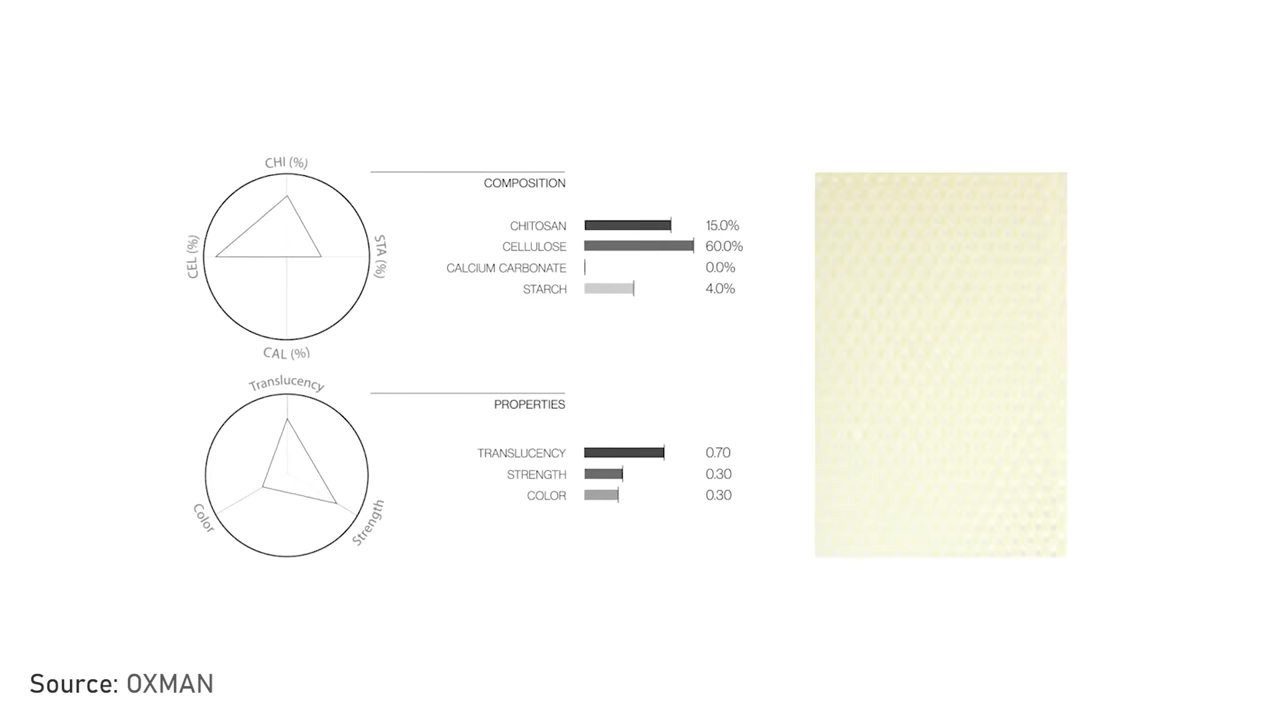 CHI (%)
CEL (%)
STA (%)
CAL (%)
COMPOSITION
CHITOSAN 15.0%
CELLULOSE 60.0%
CALCIUM CARBONATE 0.0%
STARCH 4.0%
Translucency
Color
Strength
PROPERTIES
TRANSLUCENCY 0.70
STRENGTH 0.30
COLOR 0.30
Source: OXMAN